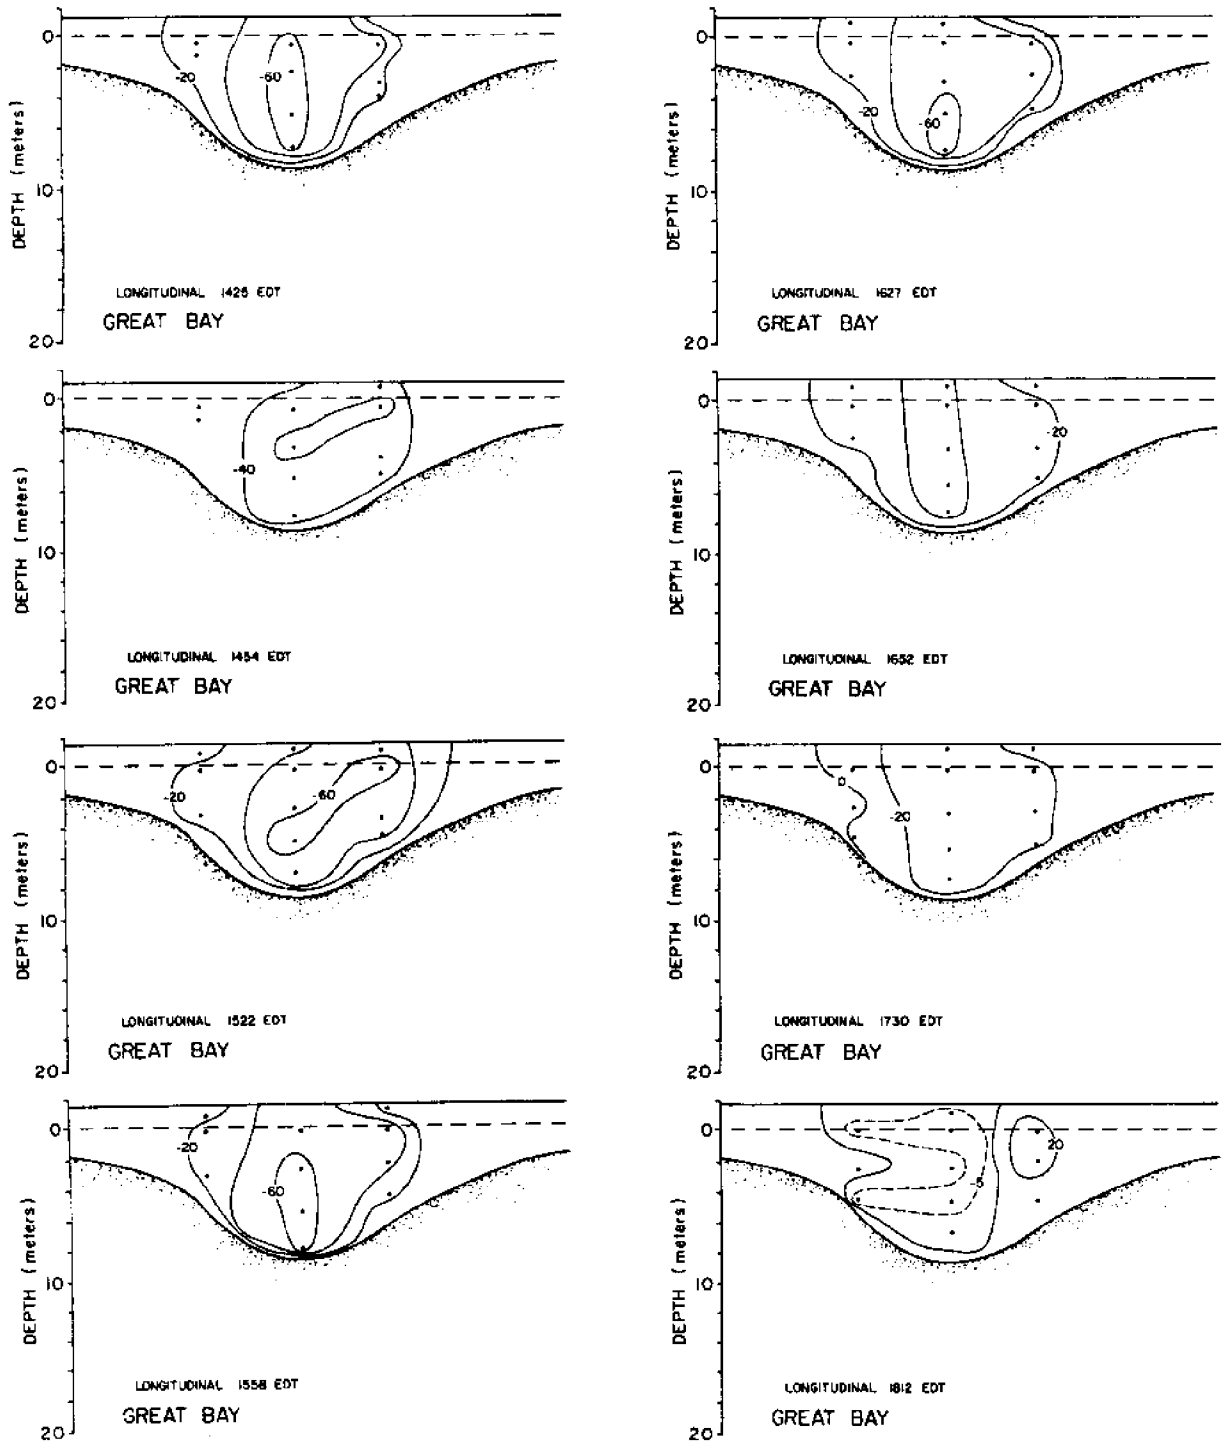 0
-20
-60
10
DEPTH (meters)
LONGITUDINAL 1425 EDT
GREAT BAY
20
0
-40
10
DEPTH (meters)
LONGITUDINAL 1454 EDT
GREAT BAY
20
0
-20
-60
10
DEPTH (meters)
LONGITUDINAL 1522 EDT
GREAT BAY
20
0
-20
-60
10
DEPTH (meters)
LONGITUDINAL 1558 EDT
GREAT BAY
20
0
-20
-60
10
DEPTH (meters)
LONGITUDINAL 1627 EDT
GREAT BAY
20
0
-20
10
DEPTH (meters)
LONGITUDINAL 1652 EDT
GREAT BAY
20
0
0
-20
10
DEPTH (meters)
LONGITUDINAL 1730 EDT
GREAT BAY
20
0
20
-5
10
DEPTH (meters)
LONGITUDINAL 1812 EDT
GREAT BAY
20